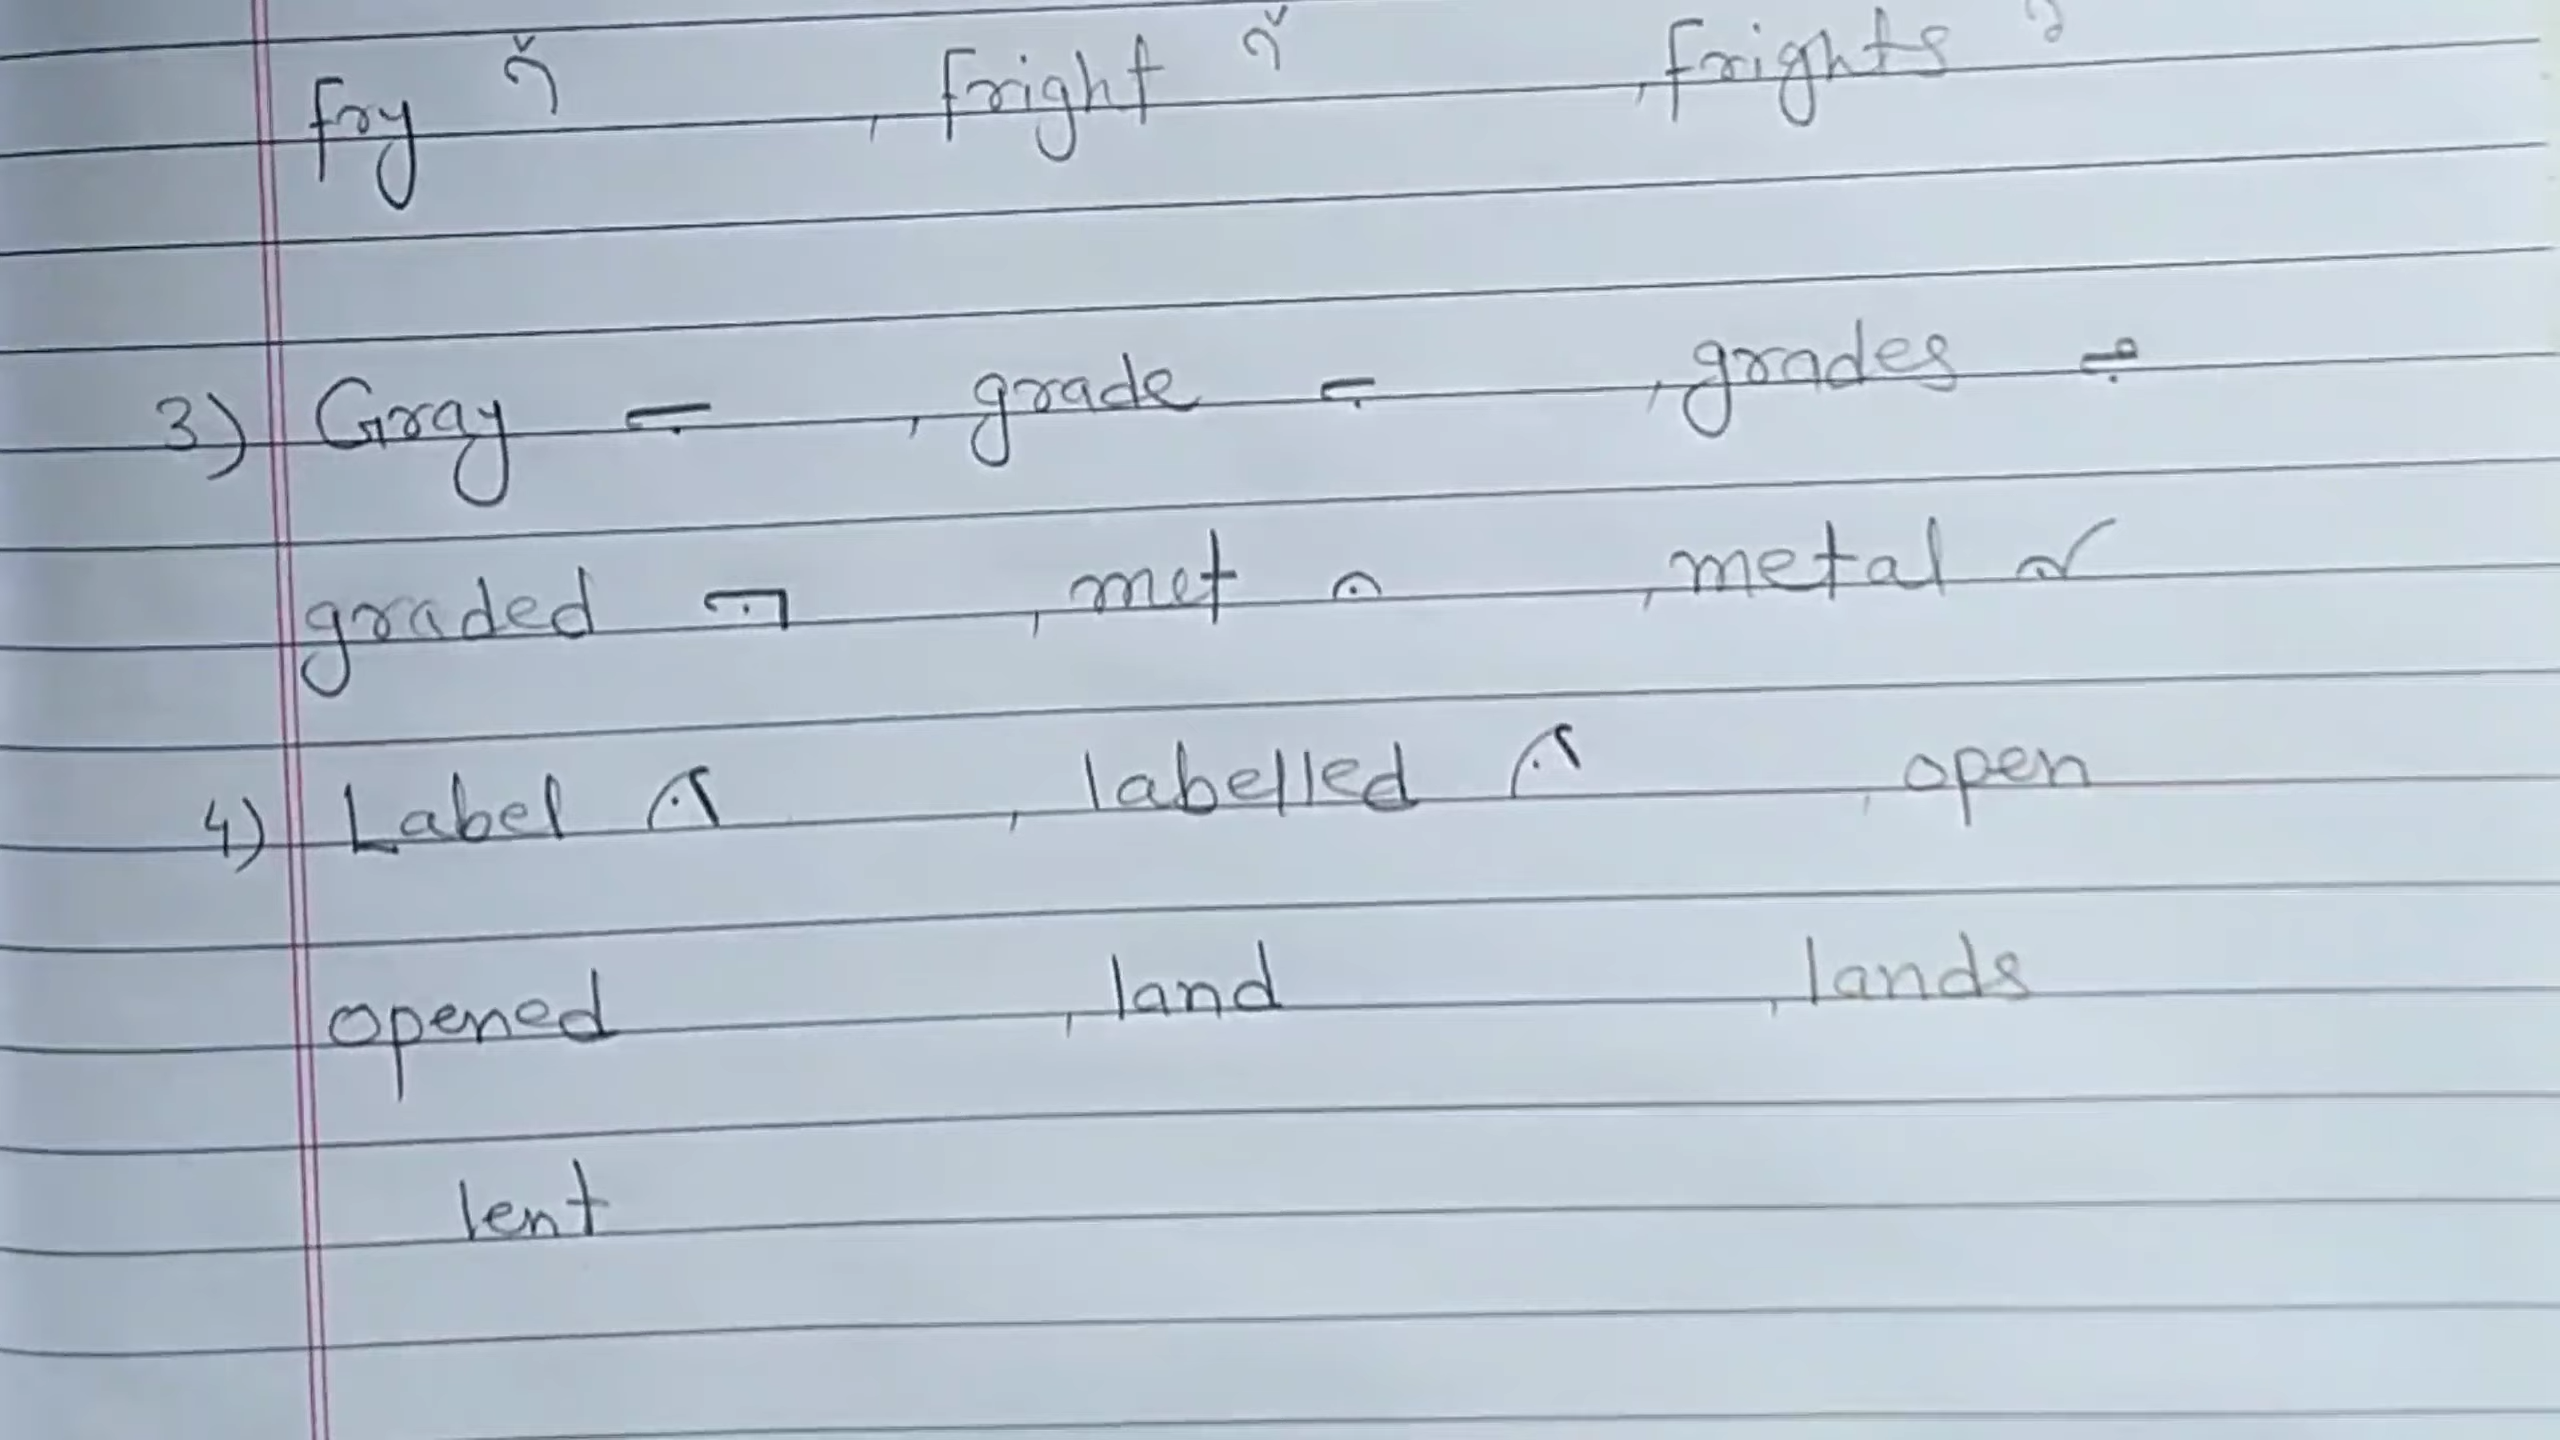 fry , fright , frights
3) Gray , grade , grades
graded , met , metal
4) Label , labelled , open
opened , land , lands
lent